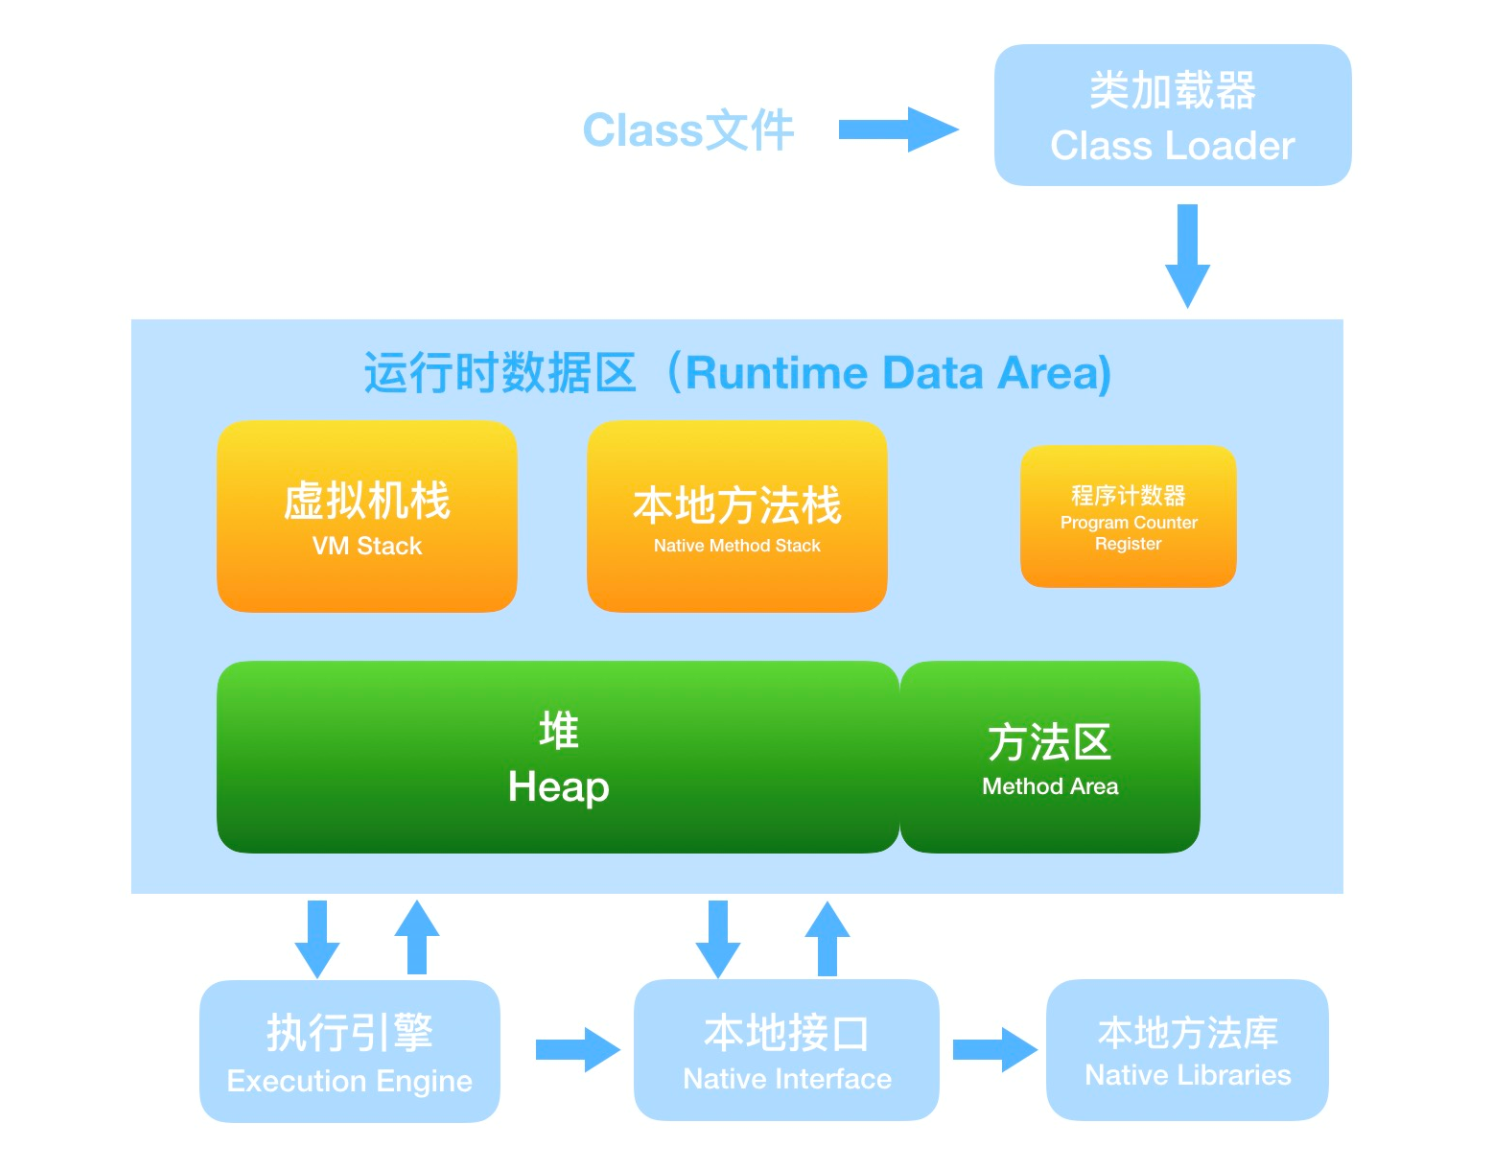 Class文件
类加载器
Class Loader
运行时数据区（Runtime Data Area)
虚拟机栈
VM Stack
本地方法栈
Native Method Stack
程序计数器
Program Counter
Register
堆
Heap
方法区
Method Area
执行引擎
Execution Engine
本地接口
Native Interface
本地方法库
Native Libraries